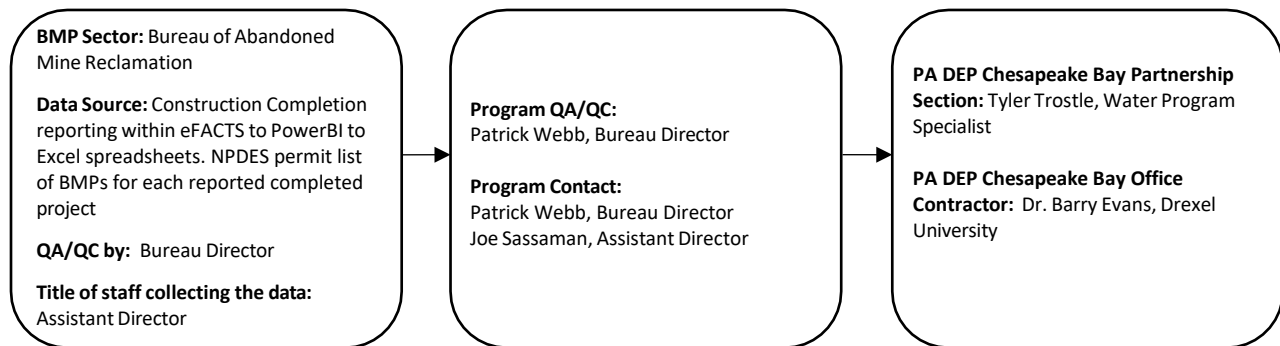 BMP Sector: Bureau of Abandoned
Mine Reclamation
Data Source: Construction Completion
reporting within eFACTS to PowerBI to
Excel spreadsheets. NPDES permit list
of BMPs for each reported completed
project
QA/QC by: Bureau Director
Title of staff collecting the data:
Assistant Director
Program QA/QC:
Patrick Webb, Bureau Director
Program Contact:
Patrick Webb, Bureau Director
Joe Sassaman, Assistant Director
PA DEP Chesapeake Bay Partnership
Section: Tyler Trostle, Water Program
Specialist
PA DEP Chesapeake Bay Office
Contractor: Dr. Barry Evans, Drexel
University